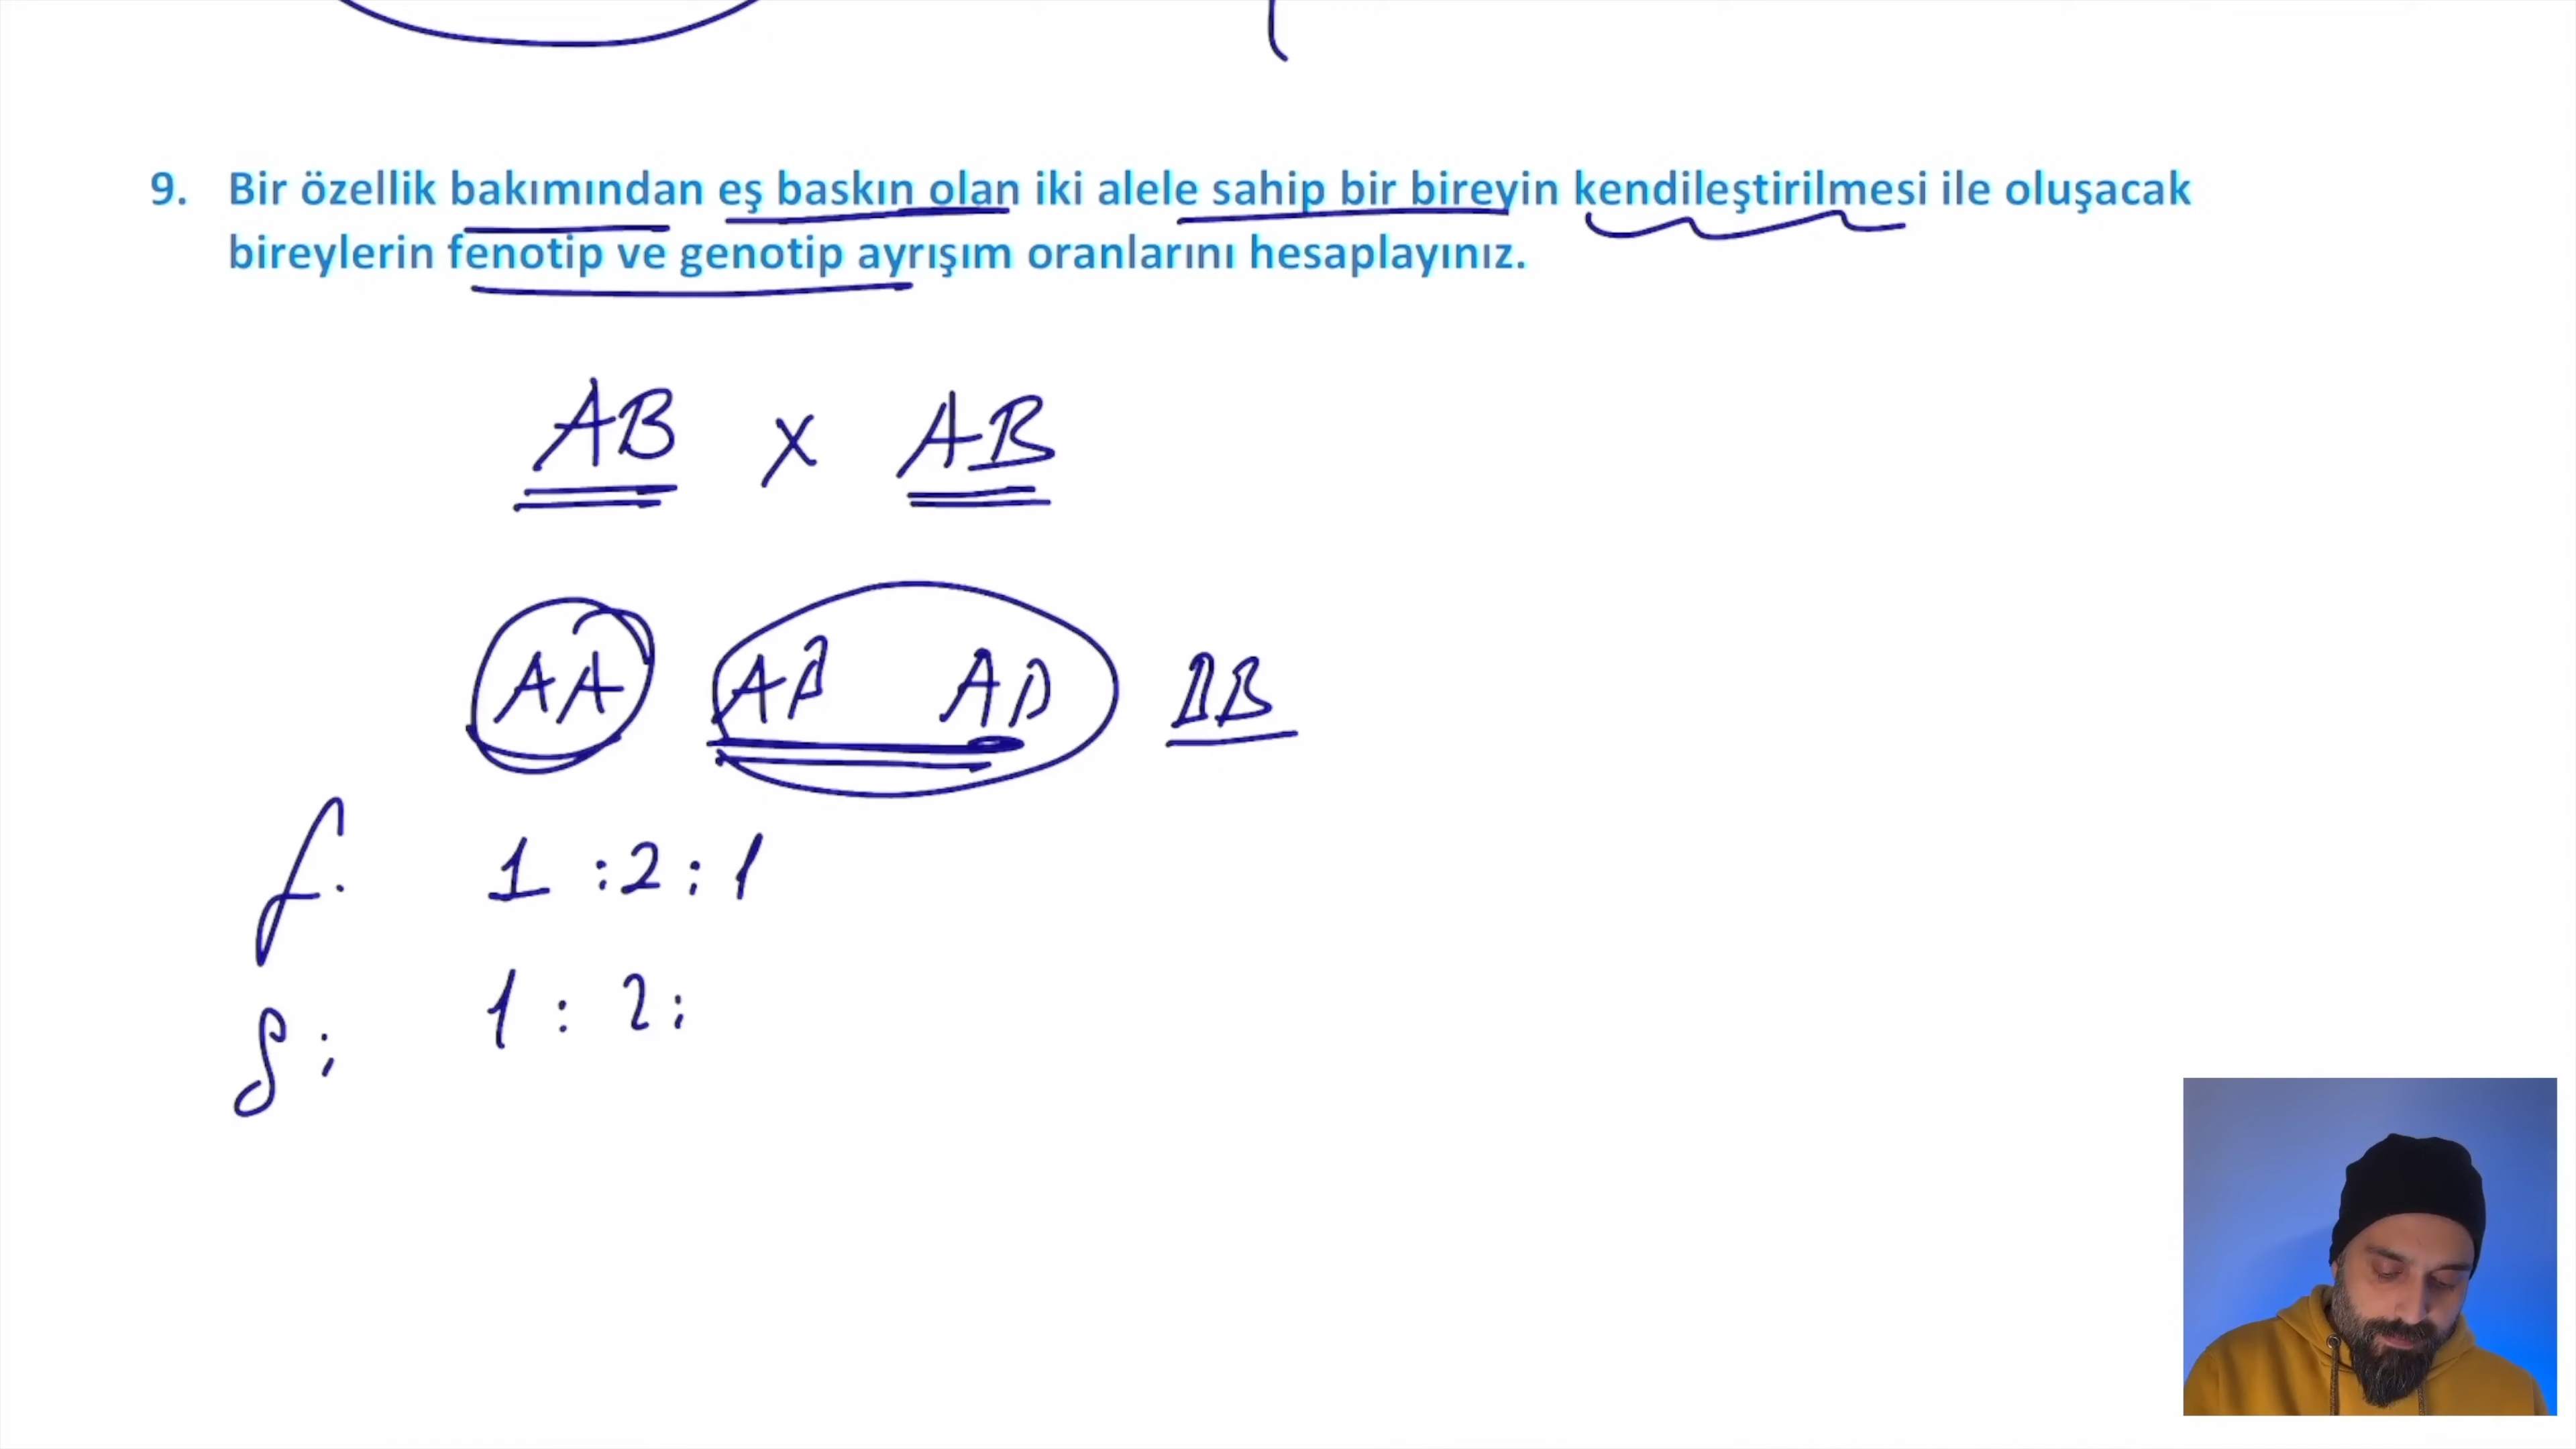 9. Bir özellik bakımından eş baskın olan iki alele sahip bir bireyin kendileştirilmesi ile oluşacak
bireylerin fenotip ve genotip ayrışım oranlarını hesaplayınız.
AB x AB
AA AB AB BB
f. 1 : 2 : 1
g: 1 : 2 :